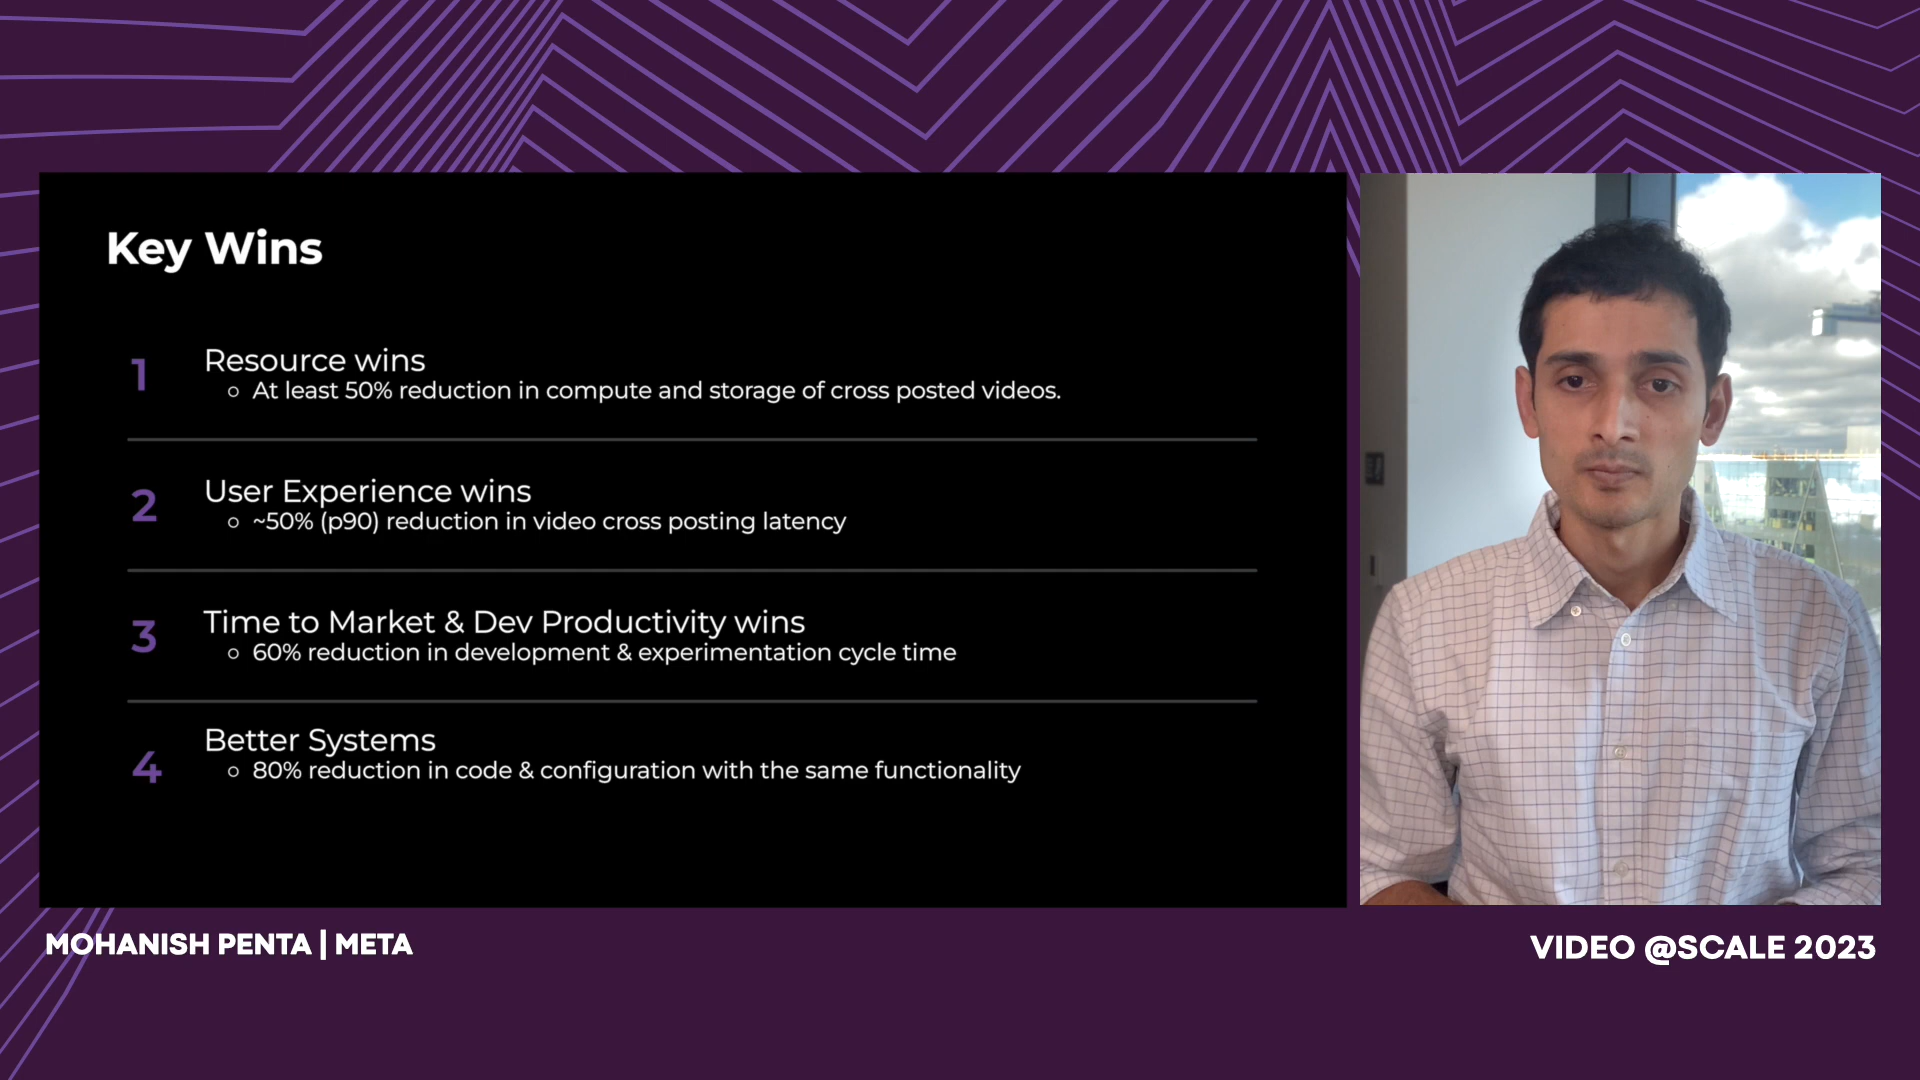 Key Wins
1
Resource wins
○ At least 50% reduction in compute and storage of cross posted videos.
2
User Experience wins
○ ~50% (p90) reduction in video cross posting latency
3
Time to Market & Dev Productivity wins
○ 60% reduction in development & experimentation cycle time
4
Better Systems
○ 80% reduction in code & configuration with the same functionality
MOHANISH PENTA | META
VIDEO @SCALE 2023